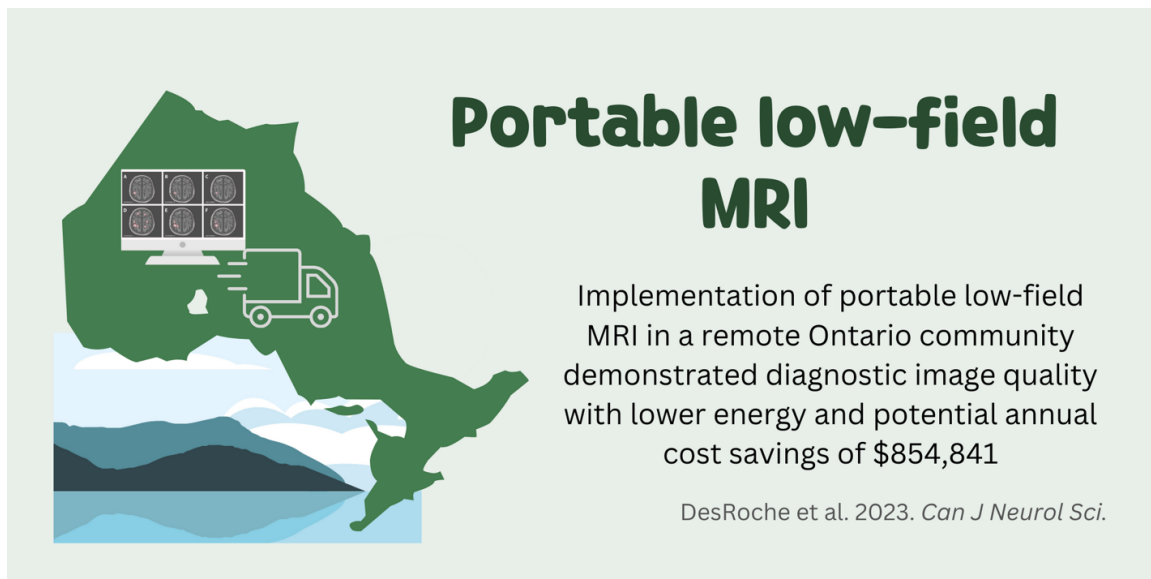 Portable low-field
MRI
Implementation of portable low-field
MRI in a remote Ontario community
demonstrated diagnostic image quality
with lower energy and potential annual
cost savings of $854,841
DesRoche et al. 2023. Can J Neurol Sci.
A B C
D E F